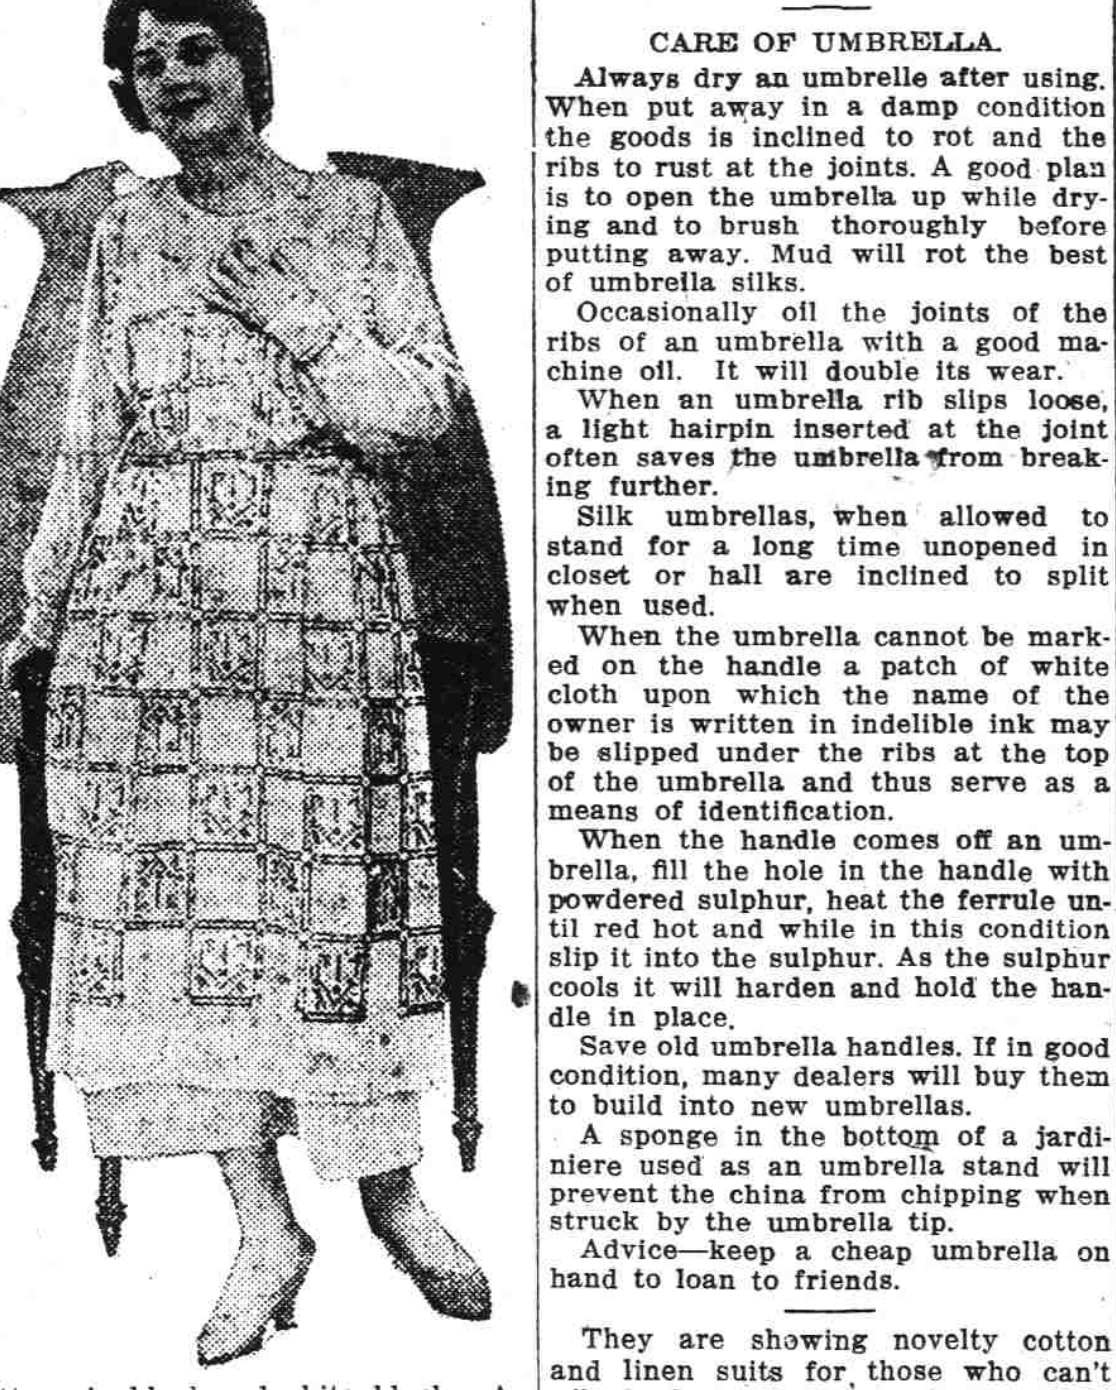 CARE OF UMBRELLA.
Always dry an umbrelle after using.
When put away in a damp condition
the goods is inclined to rot and the
ribs to rust at the joints. A good plan
is to open the umbrella up while dry-
ing and to brush thoroughly before
putting away. Mud will rot the best
of umbrella silks.
Occasionally oil the joints of the
ribs of an umbrella with a good ma-
chine oil. It will double its wear.
When an umbrella rib slips loose,
a light hairpin inserted at the joint
often saves the umbrella from break-
ing further.
Silk umbrellas, when allowed to
stand for a long time unopened in
closet or hall are inclined to split
when used.
When the umbrella cannot be mark-
ed on the handle a patch of white
cloth upon which the name of the
owner is written in indelible ink may
be slipped under the ribs at the top
of the umbrella and thus serve as a
means of identification.
When the handle comes off an um-
brella, fill the hole in the handle with
powdered sulphur, heat the ferrule un-
til red hot and while in this condition
slip it into the sulphur. As the sulphur
cools it will harden and hold the han-
dle in place.
Save old umbrella handles. If in good
condition, many dealers will buy them
to build into new umbrellas.
A sponge in the bottom of a jardi-
niere used as an umbrella stand will
prevent the china from chipping when
struck by the umbrella tip.
Advice—keep a cheap umbrella on
hand to loan to friends.
They are showing novelty cotton
and linen suits for those who can't